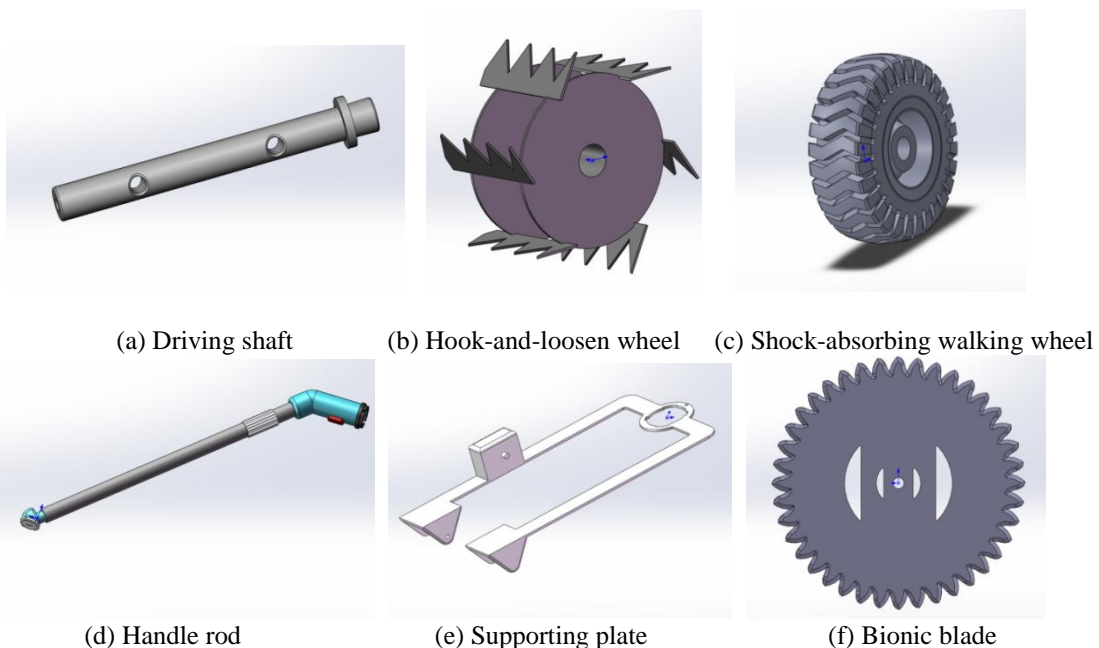 (a) Driving shaft (b) Hook-and-loosen wheel (c) Shock-absorbing walking wheel
(d) Handle rod (e) Supporting plate (f) Bionic blade